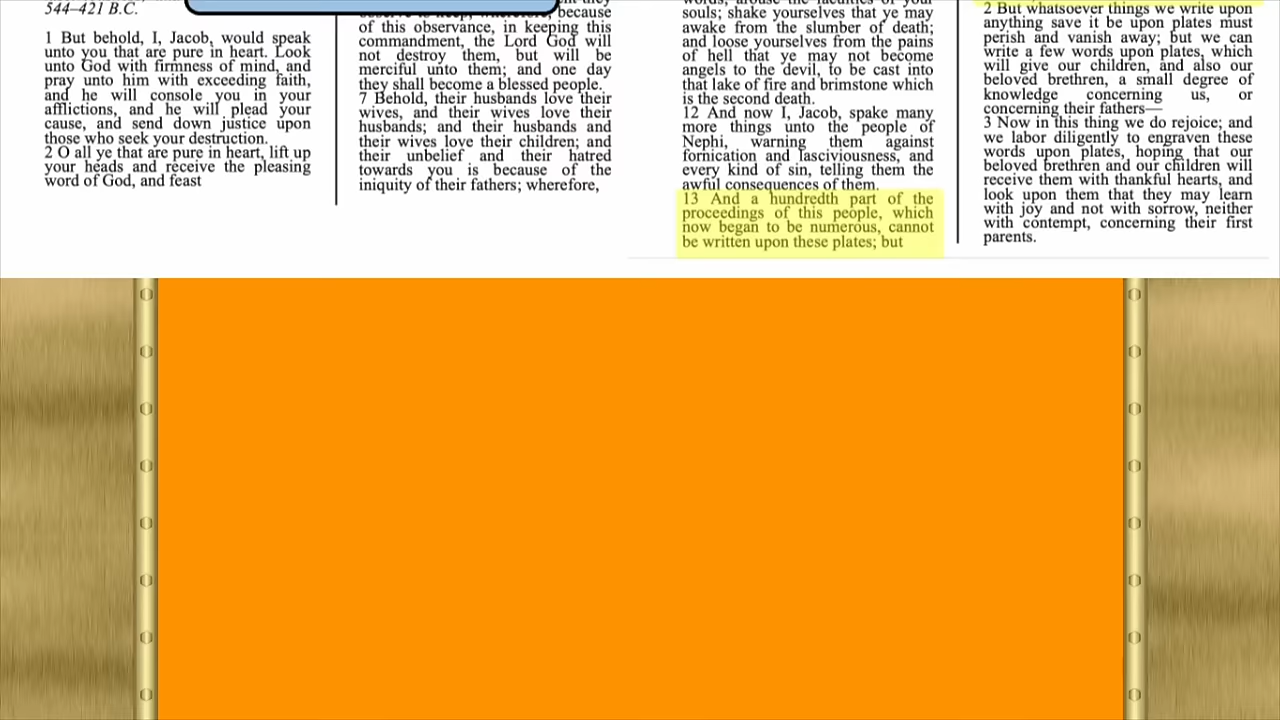 544–421 B.C.
1 But behold, I, Jacob, would speak
unto you that are pure in heart. Look
unto God with firmness of mind, and
pray unto him with exceeding faith,
and he will console you in your
afflictions, and he will plead your
cause, and send down justice upon
those who seek your destruction.
2 O all ye that are pure in heart, lift up
your heads and receive the pleasing
word of God, and feast
because
of this observance, in keeping this
commandment, the Lord God will
not destroy them, but will be
merciful unto them; and one day
they shall become a blessed people.
7 Behold, their husbands love their
wives, and their wives love their
husbands; and their husbands and
their wives love their children; and
their unbelief and their hatred
towards you is because of the
iniquity of their fathers; wherefore,
souls; shake yourselves that ye may
awake from the slumber of death;
and loose yourselves from the pains
of hell that ye may not become
angels to the devil, to be cast into
that lake of fire and brimstone which
is the second death.
12 And now I, Jacob, spake many
more things unto the people of
Nephi, warning them against
fornication and lasciviousness, and
every kind of sin, telling them the
awful consequences of them.
13 And a hundredth part of the
proceedings of this people, which
now began to be numerous, cannot
be written upon these plates; but
2 But whatsoever things we write upon
anything save it be upon plates must
perish and vanish away; but we can
write a few words upon plates, which
will give our children, and also our
beloved brethren, a small degree of
knowledge concerning us, or
concerning their fathers—
3 Now in this thing we do rejoice; and
we labor diligently to engraven these
words upon plates, hoping that our
beloved brethren and our children will
receive them with thankful hearts, and
look upon them that they may learn
with joy and not with sorrow, neither
with contempt, concerning their first
parents.